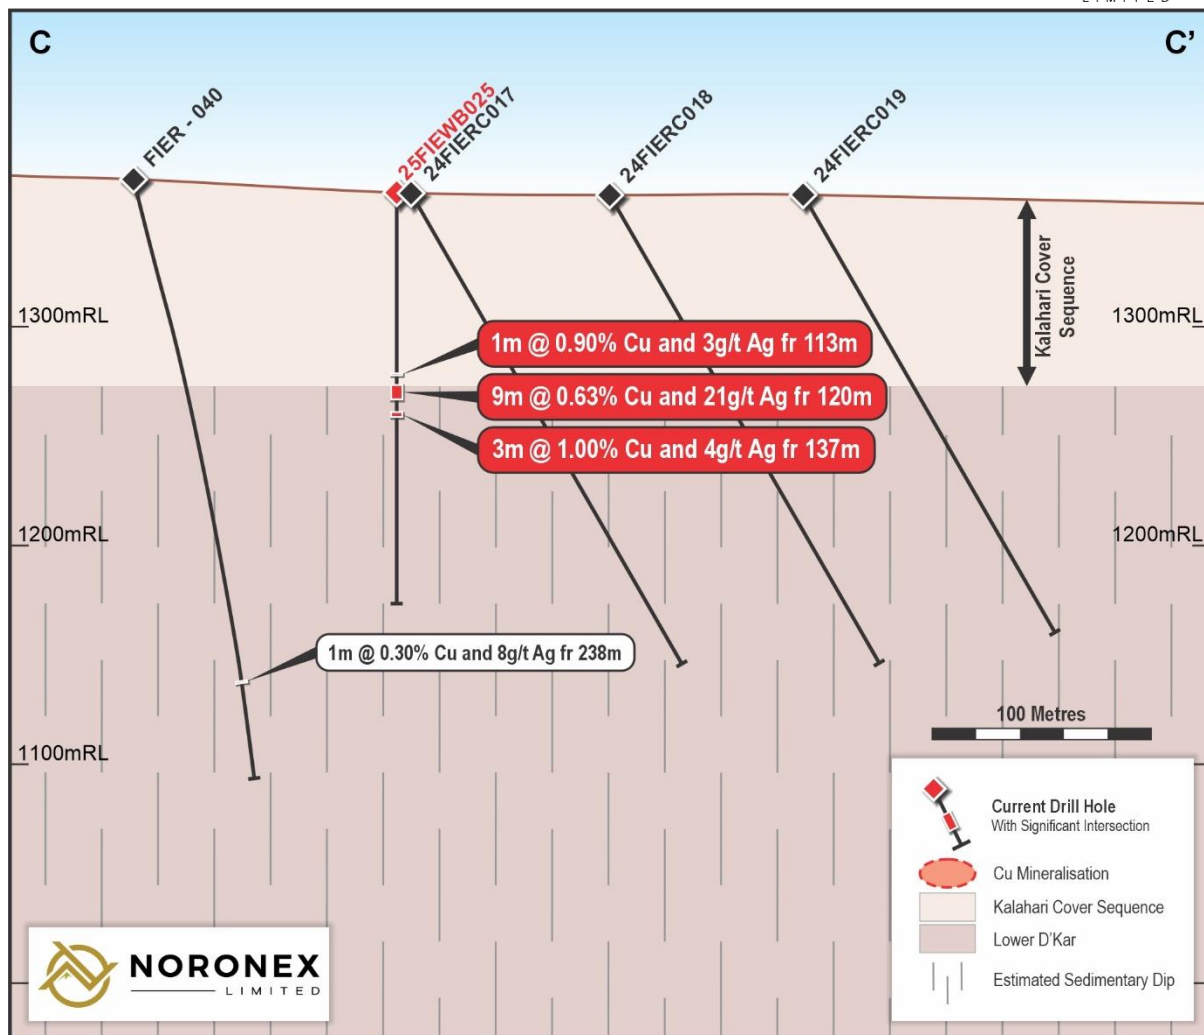 LIMITED
C
C'
FIER - 040
25FIEWB025
24FIERC017
24FIERC018
24FIERC019
Kalahari Cover
Sequence
1300mRL
1300mRL
1m @ 0.90% Cu and 3g/t Ag fr 113m
9m @ 0.63% Cu and 21g/t Ag fr 120m
3m @ 1.00% Cu and 4g/t Ag fr 137m
1200mRL
1200mRL
1m @ 0.30% Cu and 8g/t Ag fr 238m
100 Metres
1100mRL
Current Drill Hole
With Significant Intersection
Cu Mineralisation
Kalahari Cover Sequence
Lower D'Kar
Estimated Sedimentary Dip
NORONEX
LIMITED